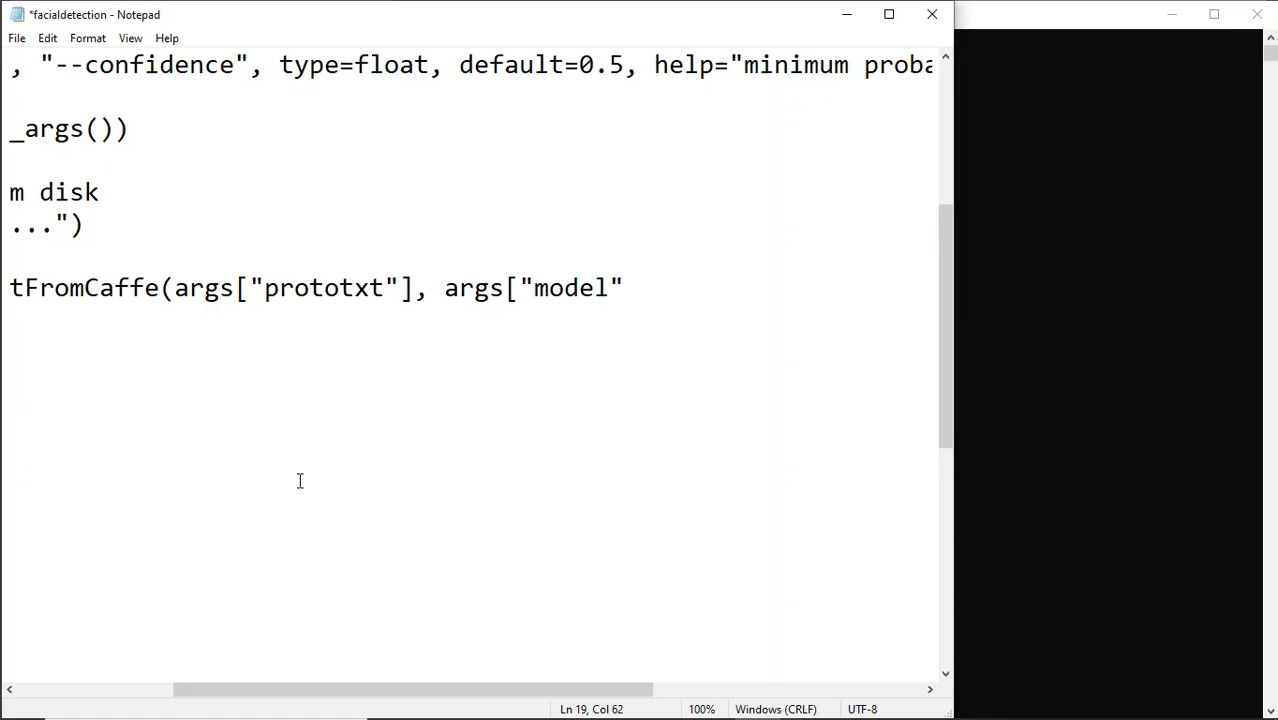 *facialdetection - Notepad
File Edit Format View Help
, "--confidence", type=float, default=0.5, help="minimum proba
_args())
m disk
...")
tFromCaffe(args["prototxt"], args["model"
Ln 19, Col 62 100% Windows (CRLF) UTF-8